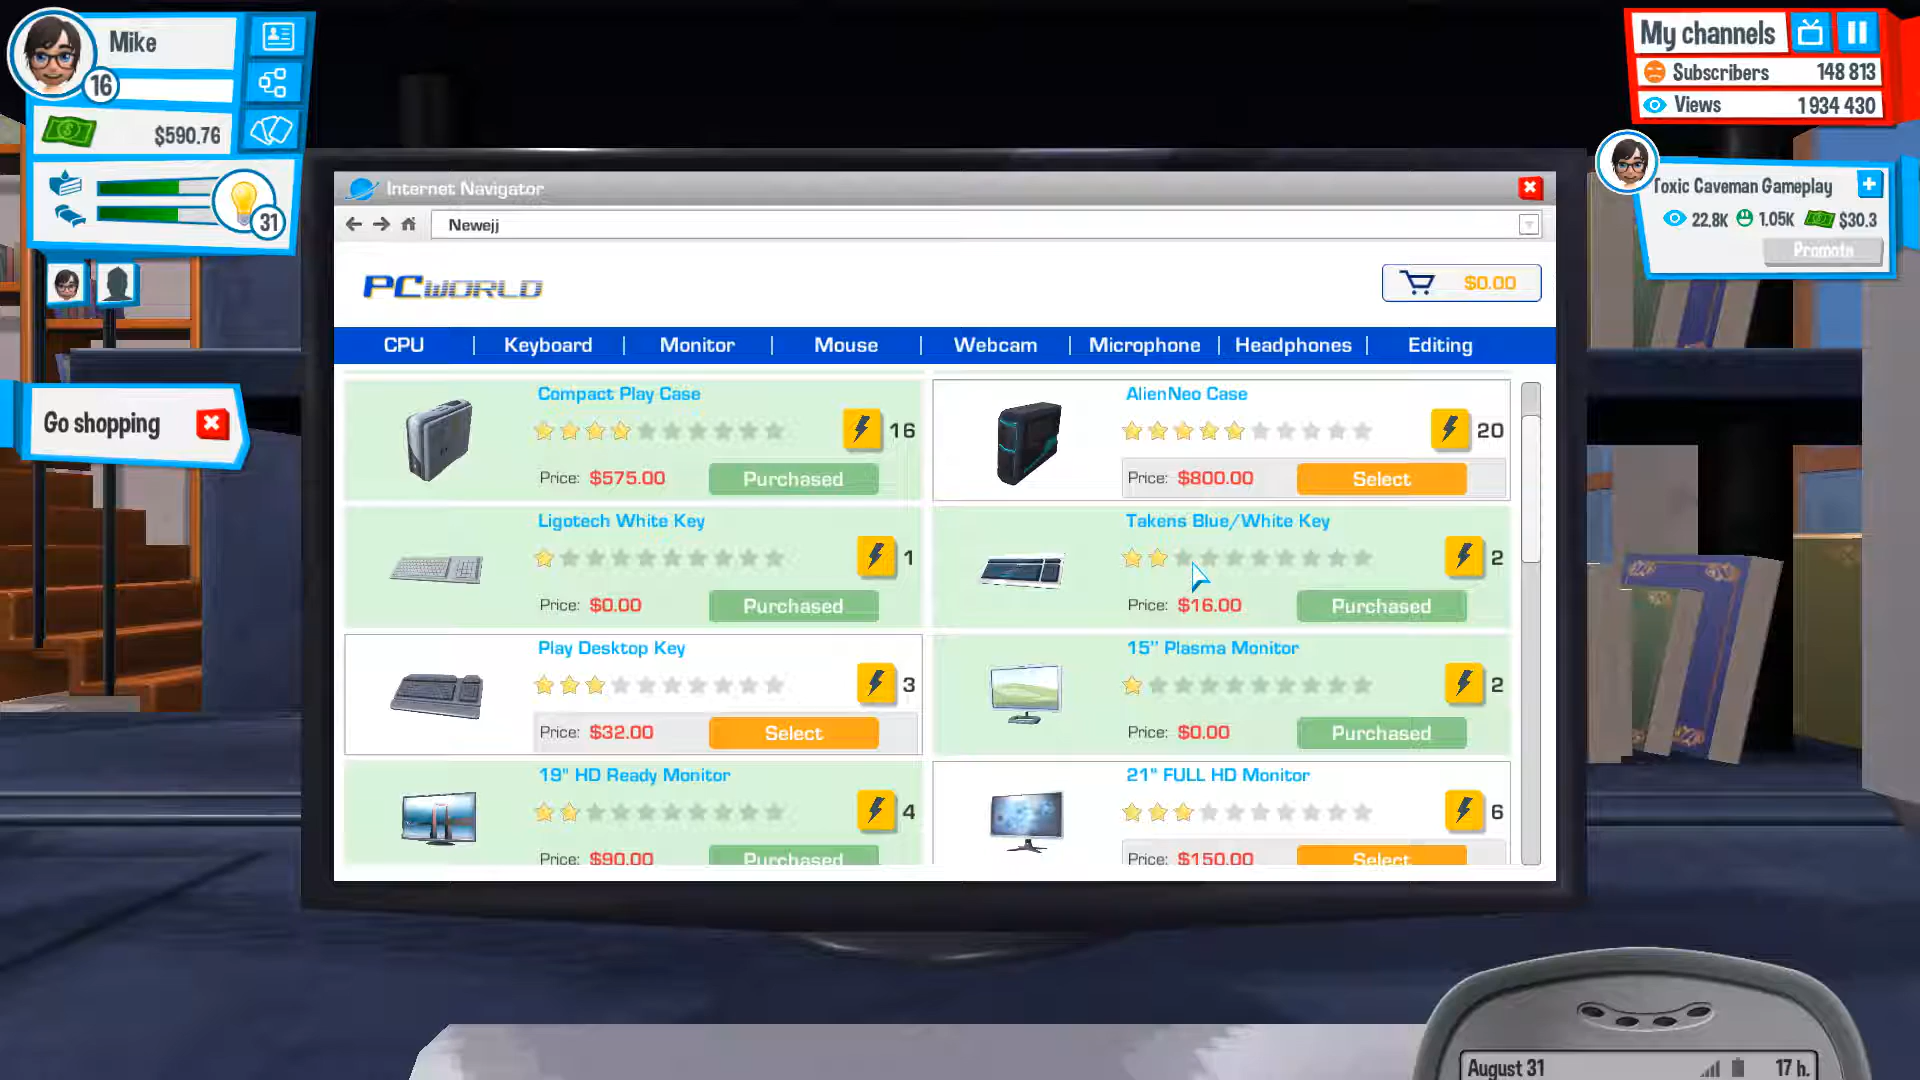 Mike
16
$590.76
31
Go shopping
My channels
Subscribers 148 813
Views 1 934 430
Toxic Caveman Gameplay
22.8K 1.05K $30.3
Promote
Internet Navigator
Newejj
PCWORLD
$0.00
CPU Keyboard Monitor Mouse Webcam Microphone Headphones Editing
Compact Play Case
16
Price: $575.00 Purchased
AlienNeo Case
20
Price: $800.00 Select
Ligotech White Key
1
Price: $0.00 Purchased
Takens Blue/White Key
2
Price: $16.00 Purchased
Play Desktop Key
3
Price: $32.00 Select
15" Plasma Monitor
2
Price: $0.00 Purchased
19" HD Ready Monitor
4
Price: $90.00 Purchased
21" FULL HD Monitor
6
Price: $150.00 Select
August 31 17 h.